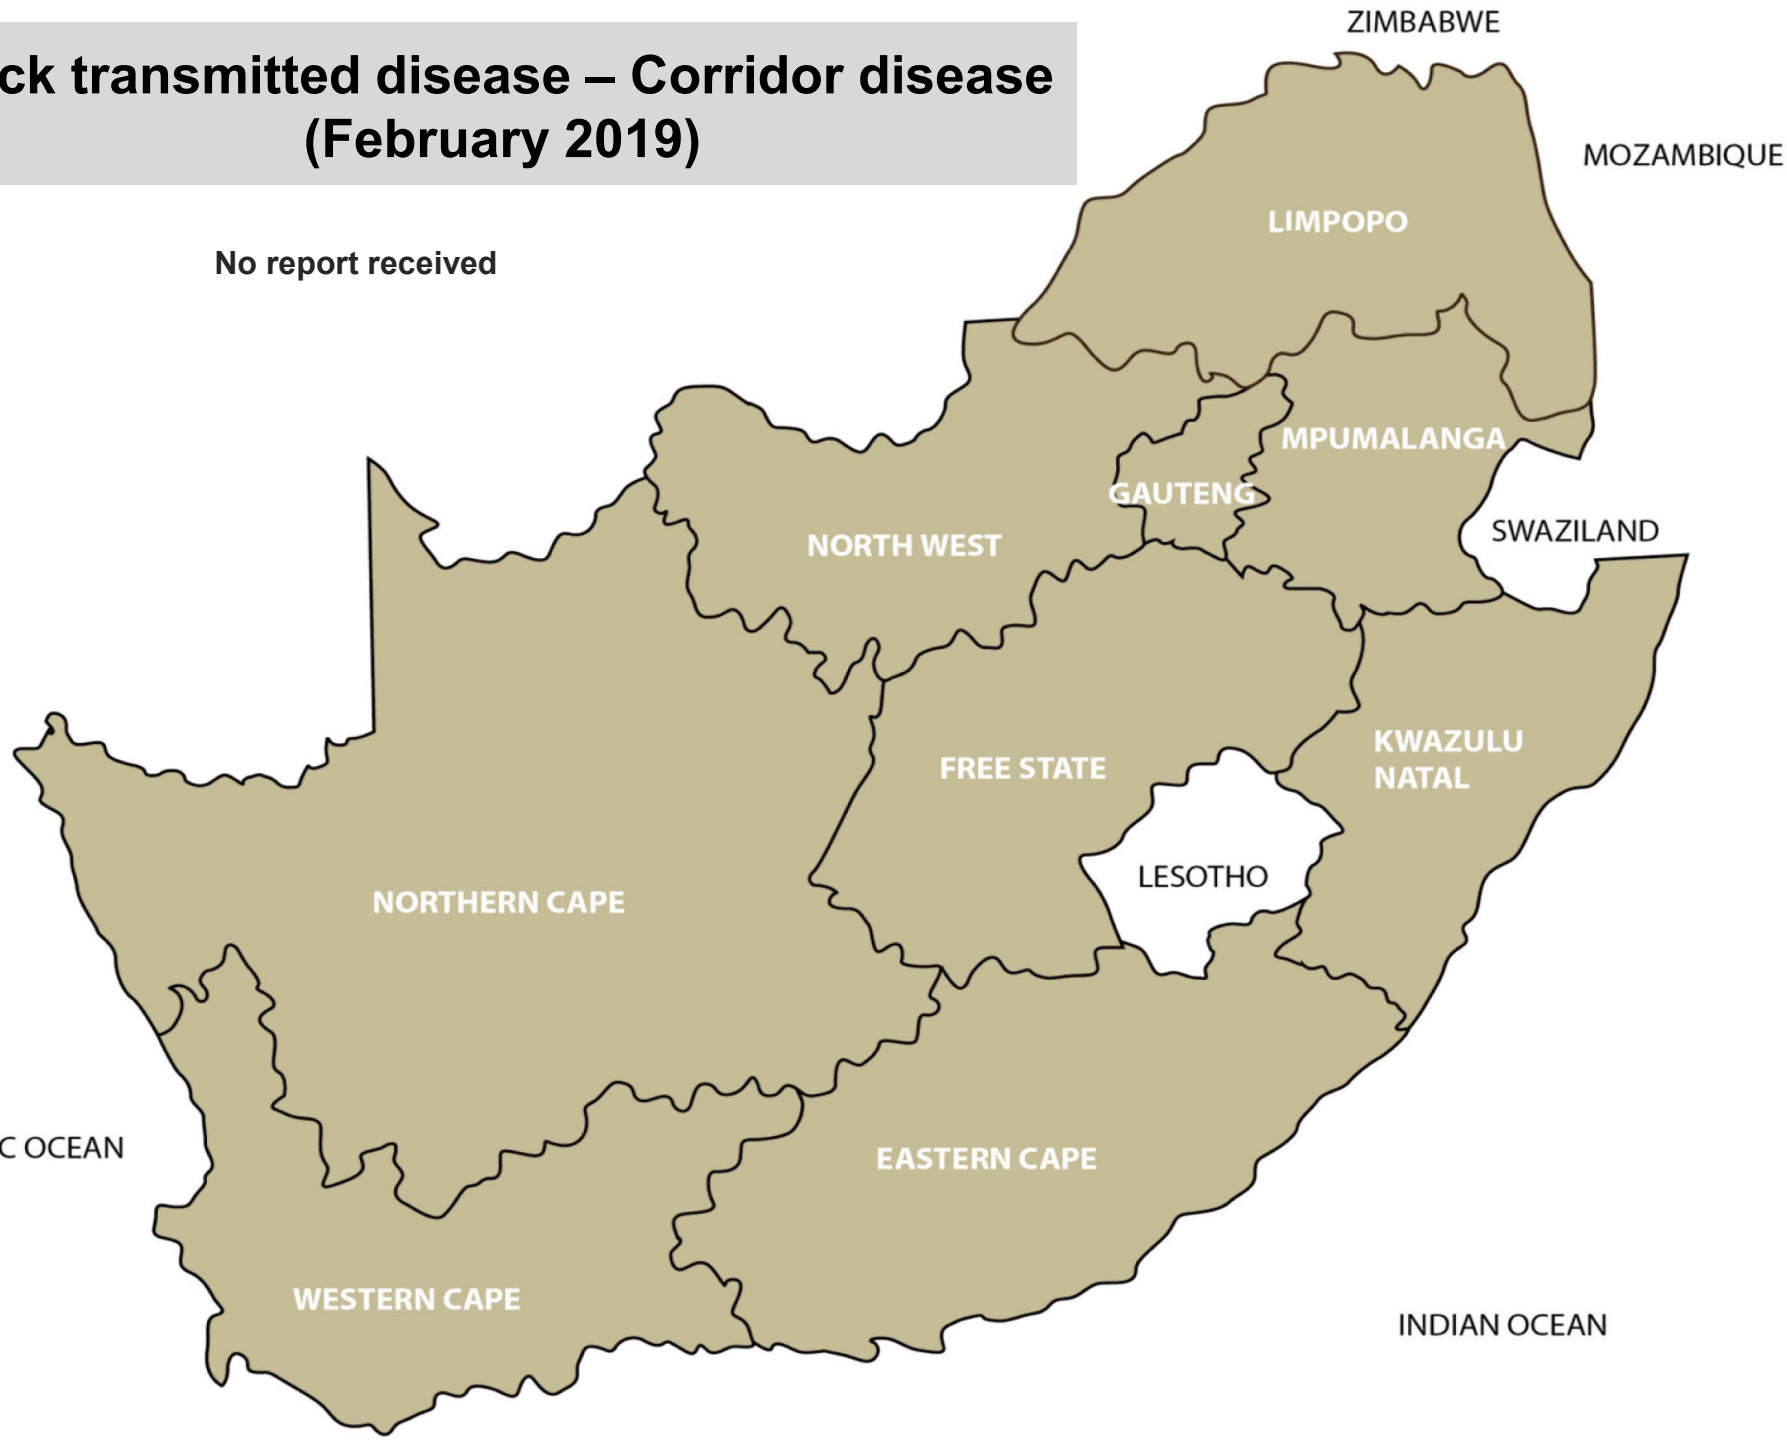 ck transmitted disease – Corridor disease
(February 2019)
No report received
ZIMBABWE
MOZAMBIQUE
LIMPOPO
MPUMALANGA
GAUTENG
NORTH WEST
SWAZILAND
KWAZULU
NATAL
FREE STATE
LESOTHO
NORTHERN CAPE
C OCEAN
EASTERN CAPE
WESTERN CAPE
INDIAN OCEAN